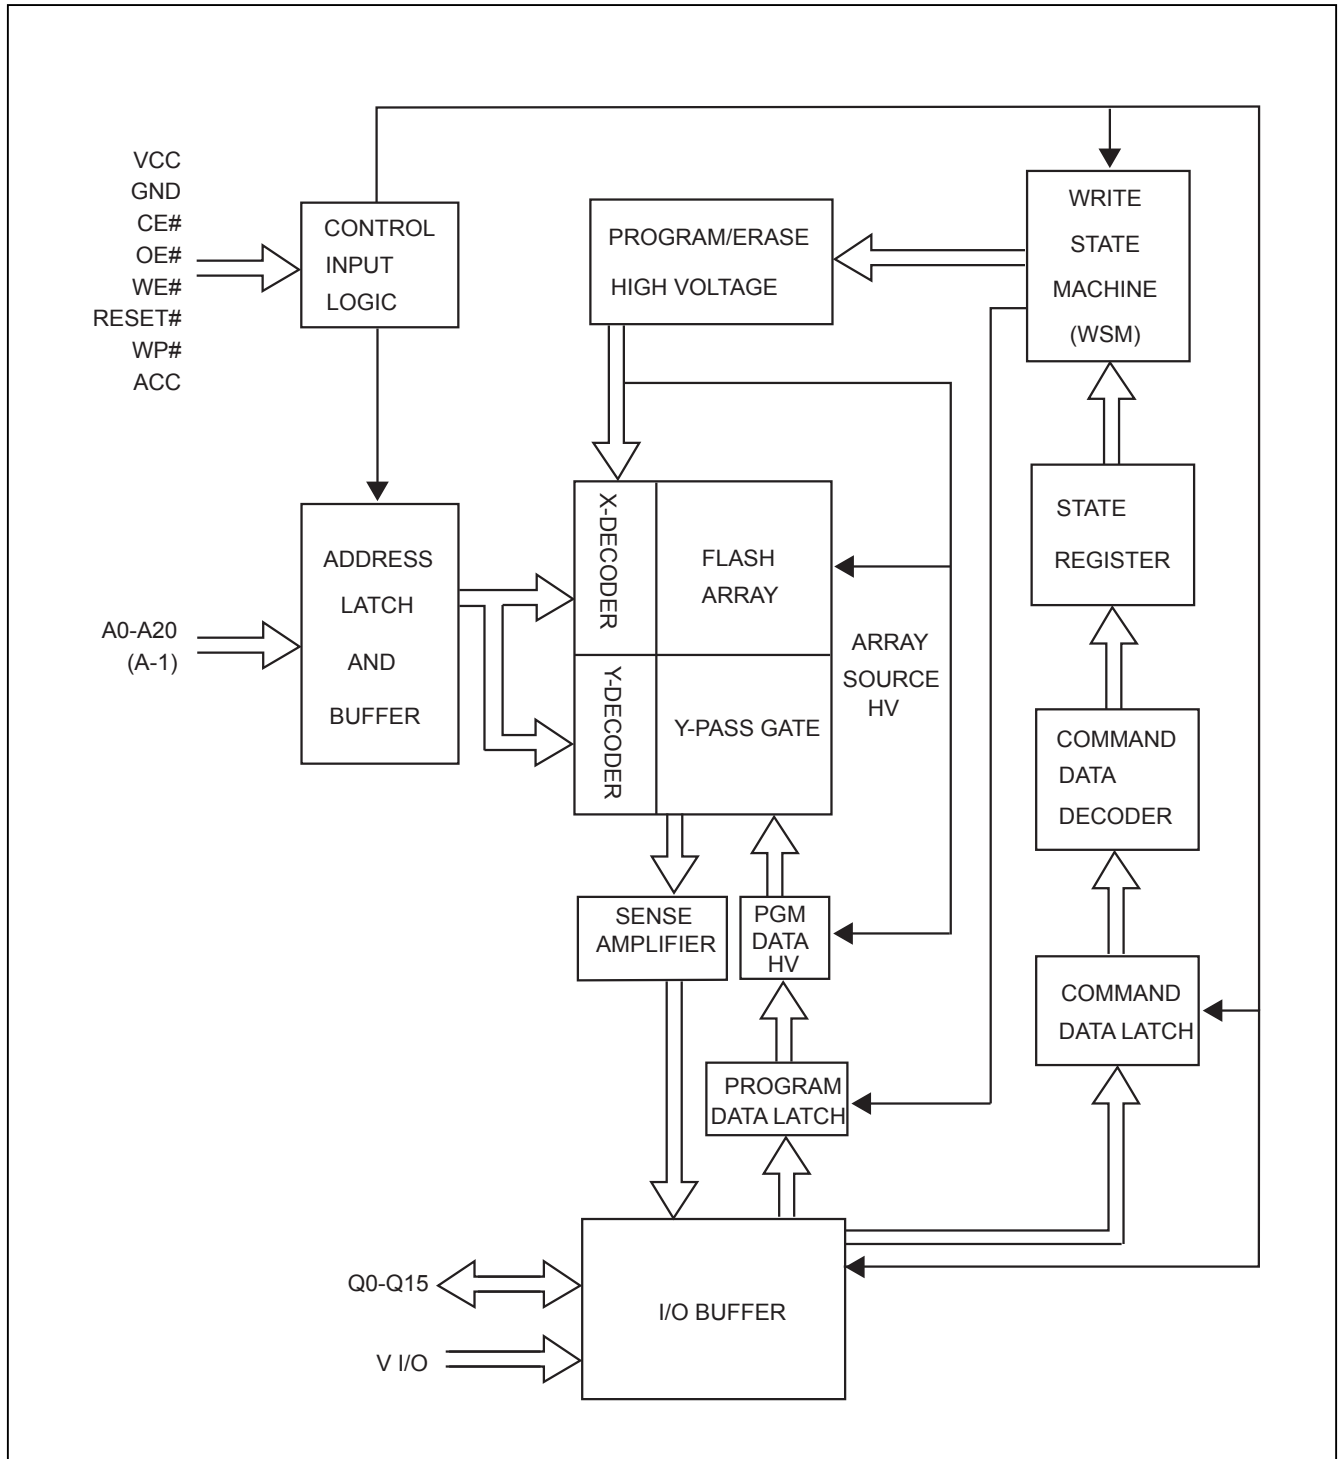 VCC
GND
CE#
OE#
WE#
RESET#
WP#
ACC
CONTROL
INPUT
LOGIC
PROGRAM/ERASE
HIGH VOLTAGE
WRITE
STATE
MACHINE
(WSM)
STATE
REGISTER
ADDRESS
LATCH
AND
BUFFER
A0-A20
(A-1)
X-DECODER
FLASH
ARRAY
Y-DECODER
Y-PASS GATE
ARRAY
SOURCE
HV
COMMAND
DATA
DECODER
SENSE
AMPLIFIER
PGM
DATA
HV
COMMAND
DATA LATCH
PROGRAM
DATA LATCH
Q0-Q15
V I/O
I/O BUFFER